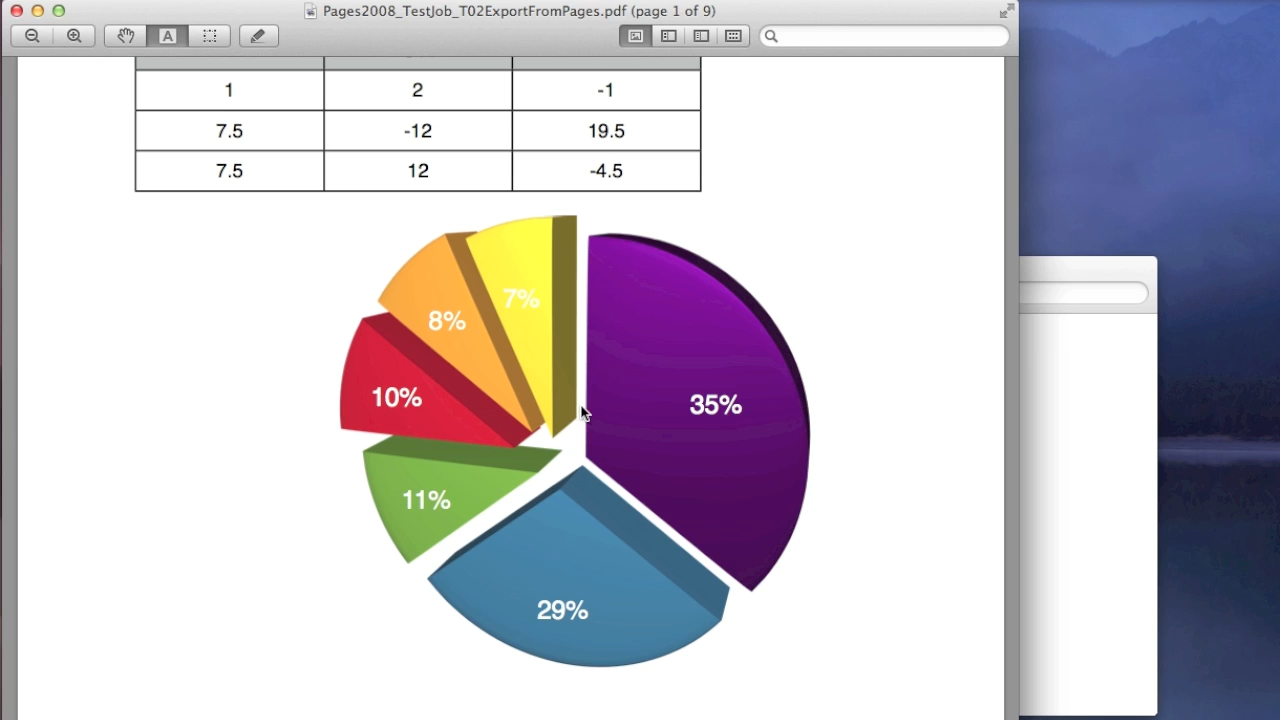 Pages2008_TestJob_T02ExportFromPages.pdf (page 1 of 9)
A
1 2 -1
7.5 -12 19.5
7.5 12 -4.5
7%
8%
35%
10%
11%
29%